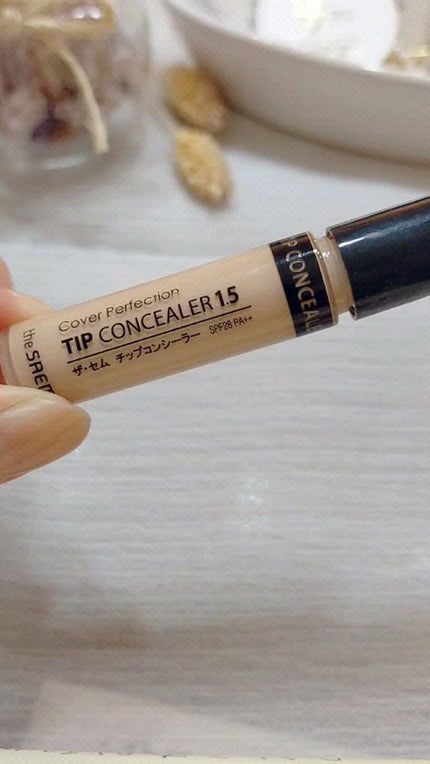 Cover Perfection
TIP CONCEALER 1.5
ザ・セム チップコンシーラー SPF28 PA++
the SAEM